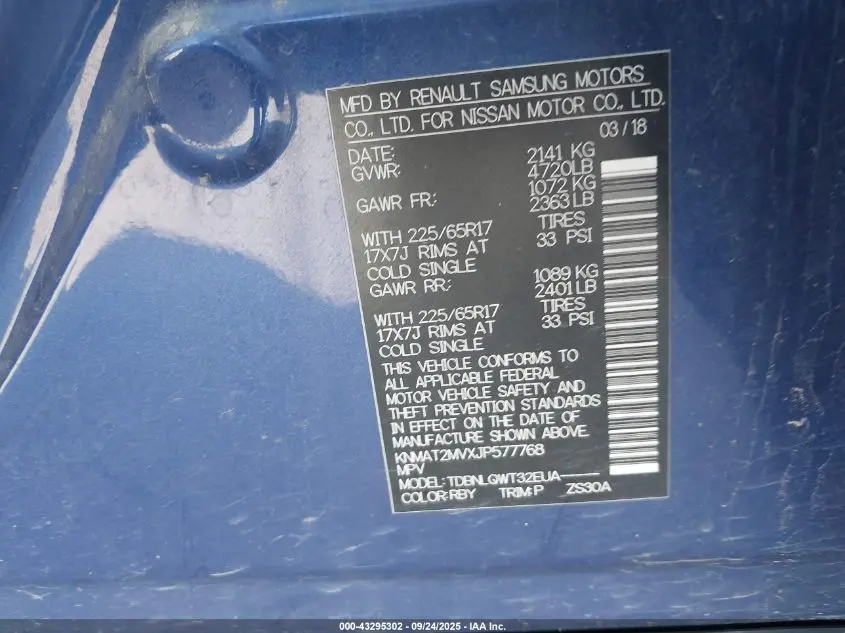 MFD BY RENAULT SAMSUNG MOTORS
CO., LTD. FOR NISSAN MOTOR CO., LTD.
03/18
DATE:
GVWR: 2141 KG
4720LB
GAWR FR: 1072 KG
2363LB
WITH 225/65R17 TIRES
17X7J RIMS AT 33 PSI
COLD SINGLE
GAWR RR: 1089 KG
2401LB
WITH 225/65R17 TIRES
17X7J RIMS AT 33 PSI
COLD SINGLE
THIS VEHICLE CONFORMS TO
ALL APPLICABLE FEDERAL
MOTOR VEHICLE SAFETY AND
THEFT PREVENTION STANDARDS
IN EFFECT ON THE DATE OF
MANUFACTURE SHOWN ABOVE.
KNMAT2MVXJP577768
MPV
MODEL: TDBNLGWT32EUA-----
COLOR:RBY TRIM:P ZS30A
000-43295302 - 09/24/2025 - IAA Inc.